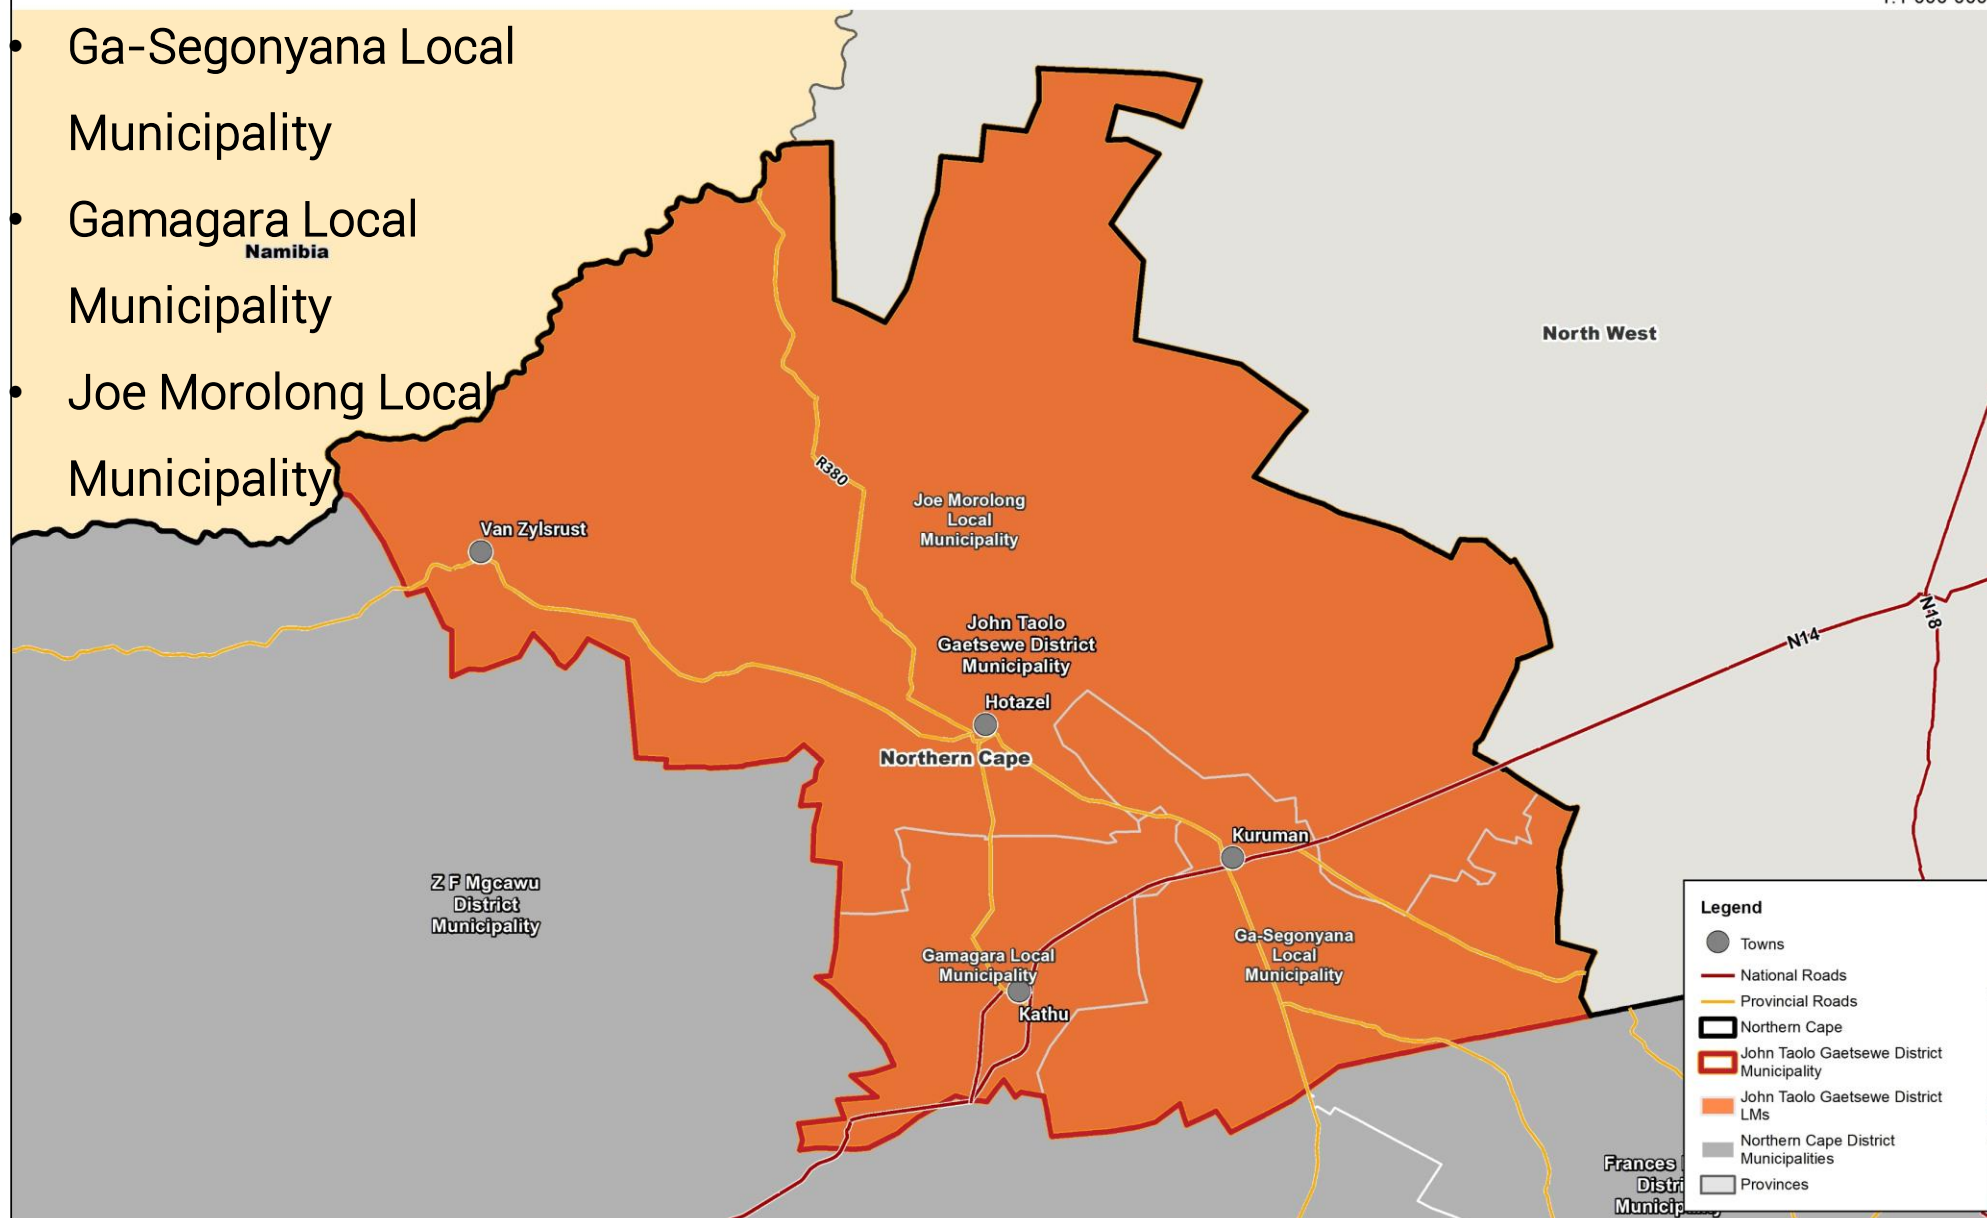 • Ga-Segonyana Local
Municipality
• Gamagara Local
Municipality
• Joe Morolong Local
Municipality
Namibia
North West
R380
Joe Morolong
Local
Municipality
Van Zylsrust
N18
N14
John Taolo
Gaetsewe District
Municipality
Hotazel
Northern Cape
Kuruman
Z F Mgcawu
District
Municipality
Ga-Segonyana
Local
Municipality
Gamagara Local
Municipality
Kathu
Frances
Legend
Towns
National Roads
Provincial Roads
Northern Cape
John Taolo Gaetsewe District
Municipality
John Taolo Gaetsewe District
LMs
Northern Cape District
Municipalities
Provinces